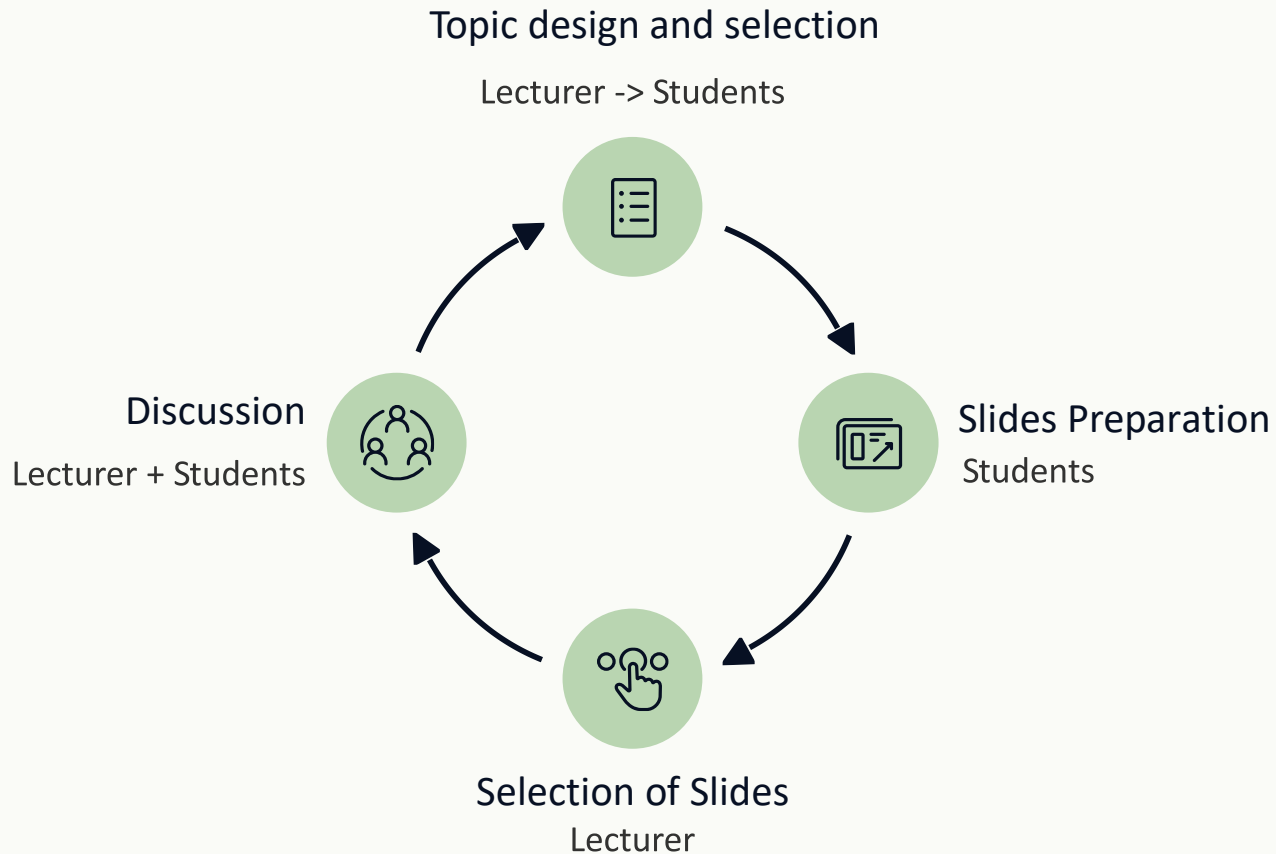 Topic design and selection
Lecturer -> Students
Discussion
Lecturer + Students
Slides Preparation
Students
Selection of Slides
Lecturer